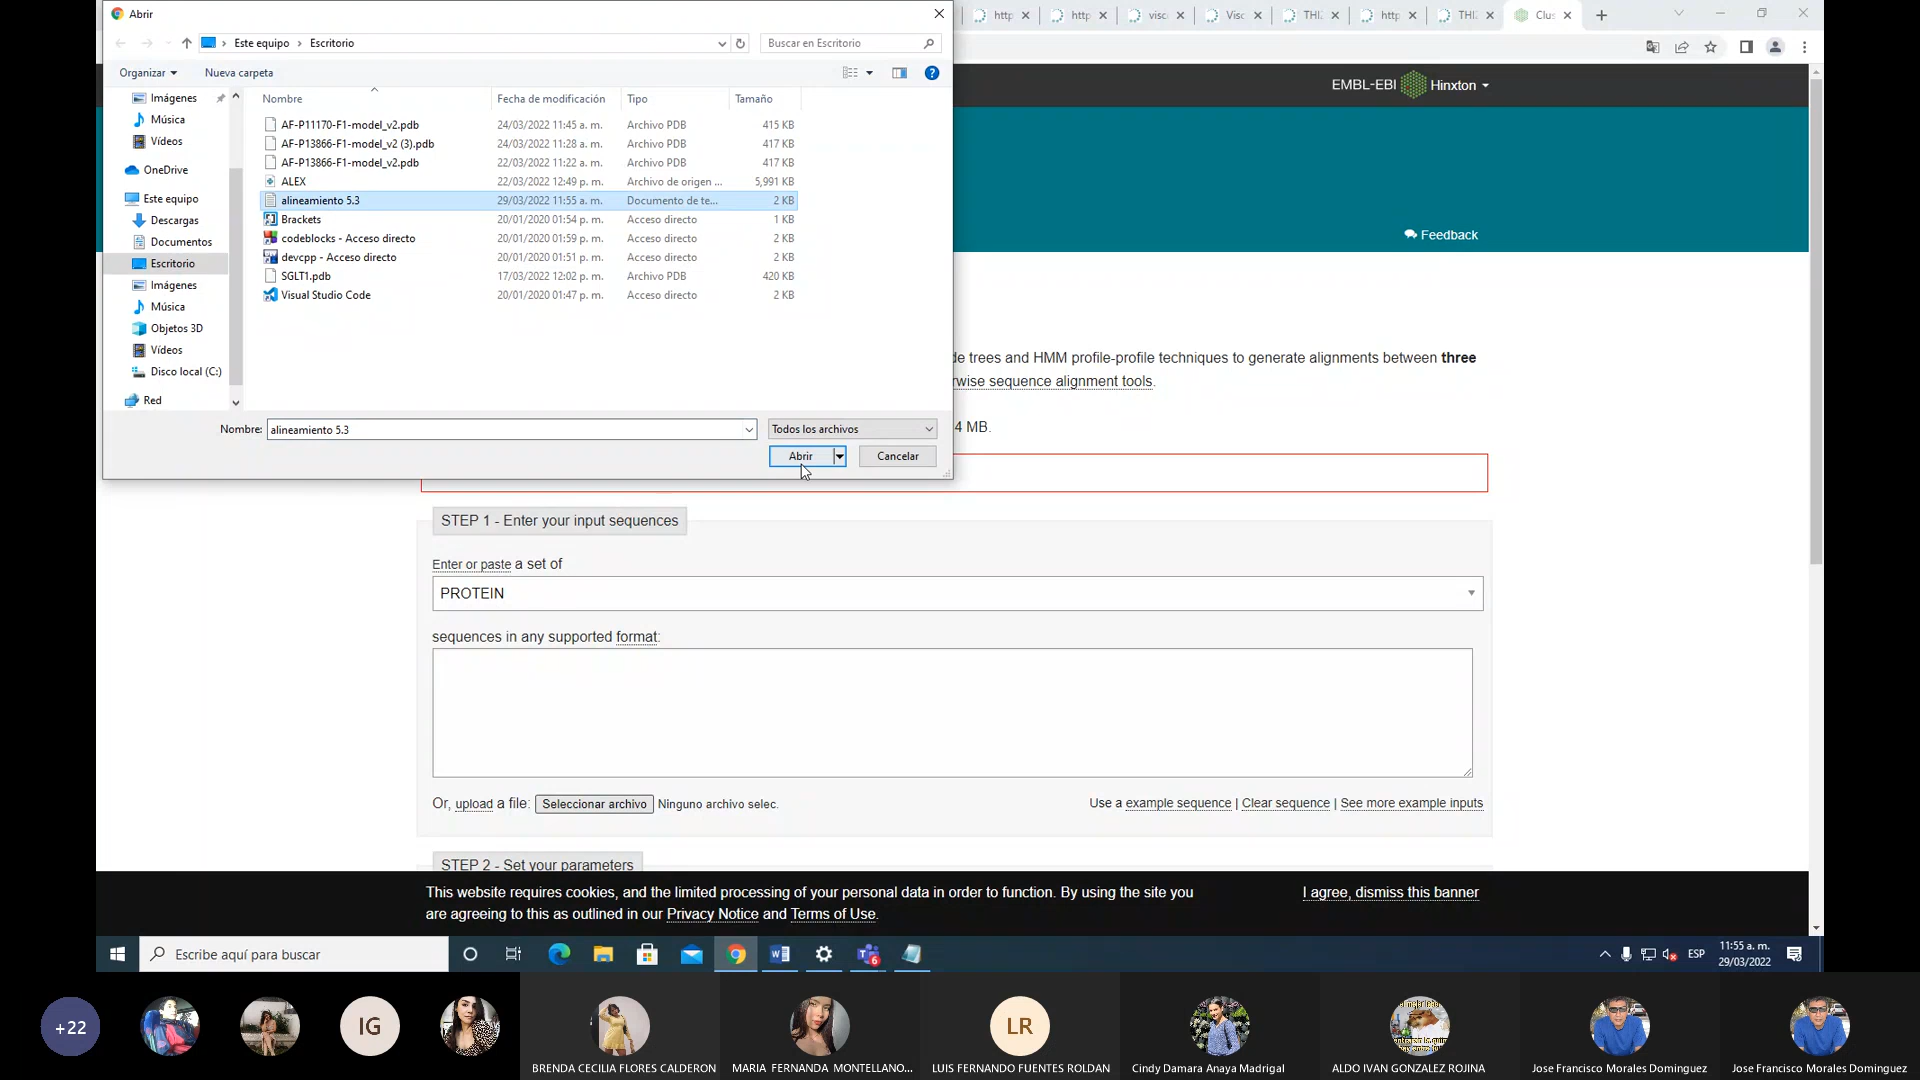 Abrir
http
http
visc
Visc
THI
http
THI
Clus
Este equipo
Escritorio
Buscar en Escritorio
Organizar
Nueva carpeta
EMBL-EBI
Hinxton
Nombre
Fecha de modificación
Tipo
Tamaño
Imágenes
Música
Vídeos
OneDrive
Este equipo
Descargas
Documentos
Escritorio
Imágenes
Música
Objetos 3D
Vídeos
Disco local (C:)
Red
AF-P11170-F1-model_v2.pdb 24/03/2022 11:45 a. m. Archivo PDB 415 KB
AF-P13866-F1-model_v2 (3).pdb 24/03/2022 11:28 a. m. Archivo PDB 417 KB
AF-P13866-F1-model_v2.pdb 22/03/2022 11:22 a. m. Archivo PDB 417 KB
ALEX 22/03/2022 12:49 p. m. Archivo de origen ... 5,991 KB
alineamiento 5.3 29/03/2022 11:55 a. m. Documento de te... 2 KB
Brackets 20/01/2020 01:54 p. m. Acceso directo 1 KB
codeblocks - Acceso directo 20/01/2020 01:59 p. m. Acceso directo 2 KB
devcpp - Acceso directo 20/01/2020 01:51 p. m. Acceso directo 2 KB
SGLT1.pdb 17/03/2022 12:02 p. m. Archivo PDB 420 KB
Visual Studio Code 20/01/2020 01:47 p. m. Acceso directo 2 KB
Feedback
de trees and HMM profile-profile techniques to generate alignments between three
rwise sequence alignment tools.
Nombre: alineamiento 5.3
Todos los archivos
4 MB.
Abrir
Cancelar
STEP 1 - Enter your input sequences
Enter or paste a set of
PROTEIN
sequences in any supported format:
Or, upload a file: Seleccionar archivo Ninguno archivo selec.
Use a example sequence | Clear sequence | See more example inputs
STEP 2 - Set your parameters
This website requires cookies, and the limited processing of your personal data in order to function. By using the site you
are agreeing to this as outlined in our Privacy Notice and Terms of Use.
I agree, dismiss this banner
Escribe aquí para buscar
6
ESP
11:55 a. m.
29/03/2022
+22
IG
LR
BRENDA CECILIA FLORES CALDERON
MARIA FERNANDA MONTELLANO...
LUIS FERNANDO FUENTES ROLDAN
Cindy Damara Anaya Madrigal
ALDO IVAN GONZALEZ ROJINA
Jose Francisco Morales Dominguez
Jose Francisco Morales Dominguez